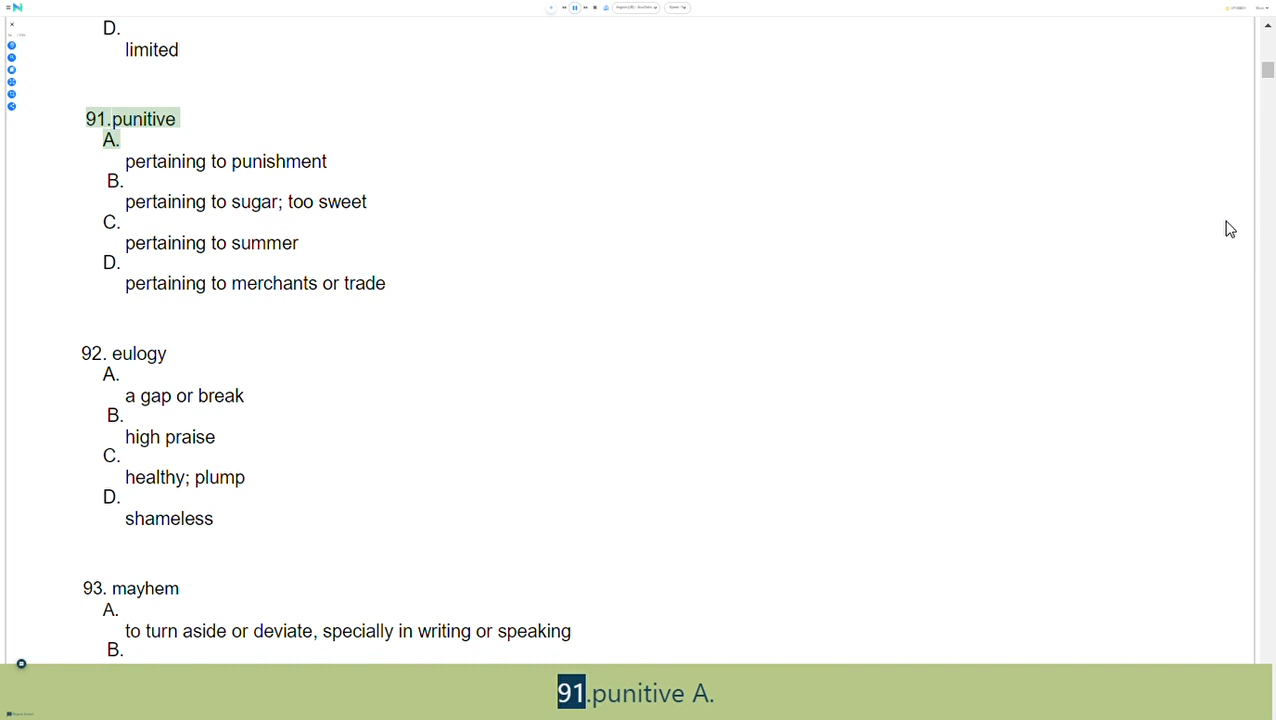 D.
limited
91.punitive
A.
pertaining to punishment
B.
pertaining to sugar; too sweet
C.
pertaining to summer
D.
pertaining to merchants or trade
92. eulogy
A.
a gap or break
B.
high praise
C.
healthy; plump
D.
shameless
93. mayhem
A.
to turn aside or deviate, specially in writing or speaking
B.
91.punitive A.